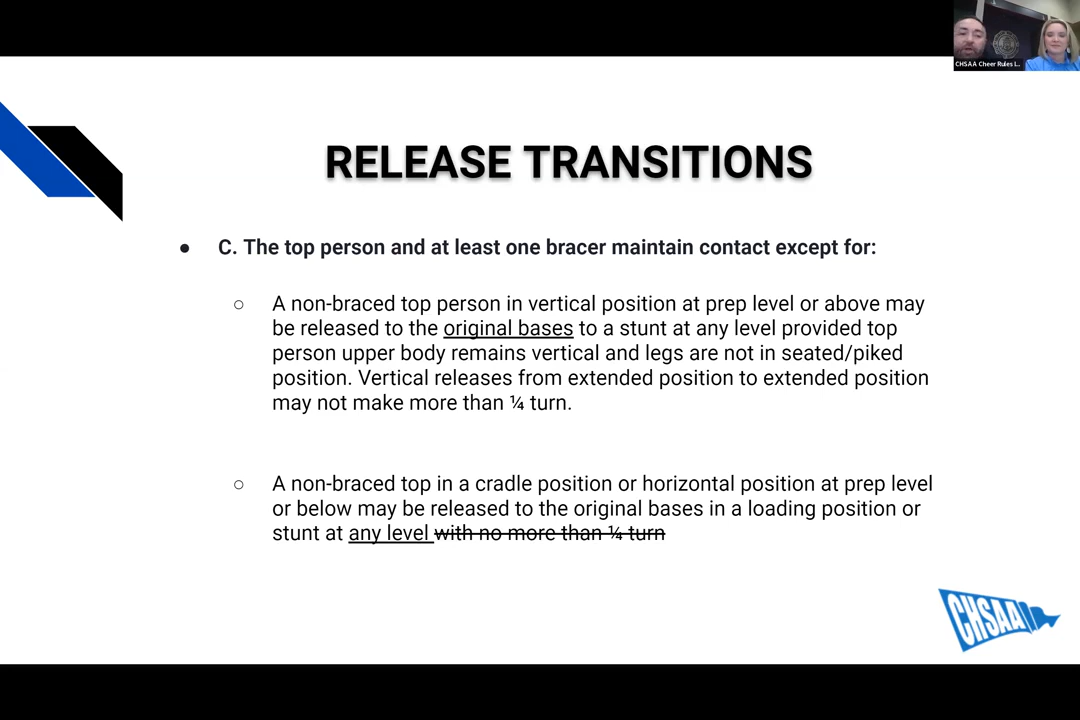 CHSAA Cheer Rules I...
RELEASE TRANSITIONS
● C. The top person and at least one bracer maintain contact except for:
○ A non-braced top person in vertical position at prep level or above may
be released to the original bases to a stunt at any level provided top
person upper body remains vertical and legs are not in seated/piked
position. Vertical releases from extended position to extended position
may not make more than ¼ turn.
○ A non-braced top in a cradle position or horizontal position at prep level
or below may be released to the original bases in a loading position or
stunt at any level with no more than ¼ turn
CHSAA